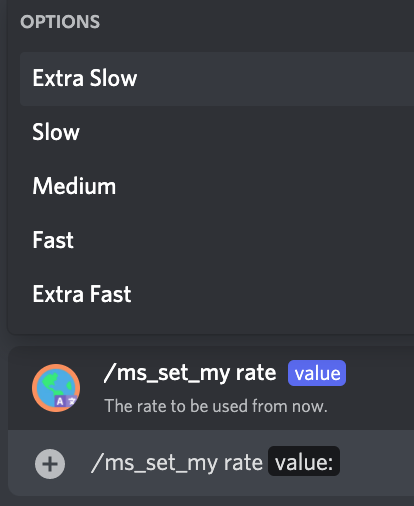 OPTIONS
Extra Slow
Slow
Medium
Fast
Extra Fast
/ms_set_my rate value
The rate to be used from now.
/ms_set_my rate value: